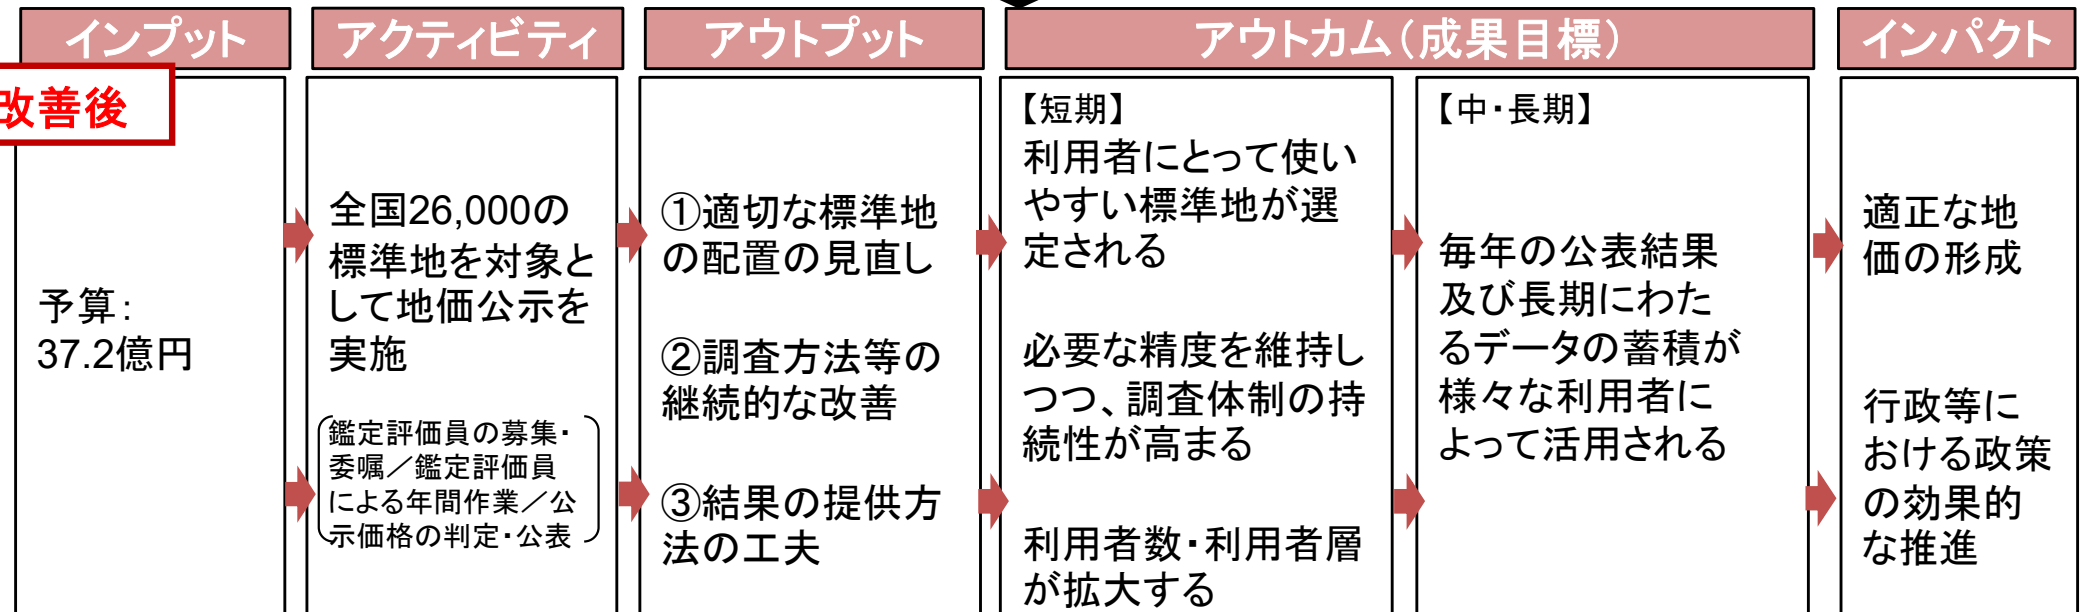 インプット
アクティビティ
アウトプット
アウトカム（成果目標）
インパクト
改善後
予算：
37.2億円
全国26,000の
標準地を対象と
して地価公示を
実施
鑑定評価員の募集・
委嘱／鑑定評価員
による年間作業／公
示価格の判定・公表
①適切な標準地
の配置の見直し
②調査方法等の
継続的な改善
③結果の提供方
法の工夫
【短期】
利用者にとって使い
やすい標準地が選
定される
必要な精度を維持し
つつ、調査体制の持
続性が高まる
利用者数・利用者層
が拡大する
【中・長期】
毎年の公表結果
及び長期にわた
るデータの蓄積が
様々な利用者に
よって活用される
適正な地
価の形成
行政等に
おける政策
の効果的
な推進